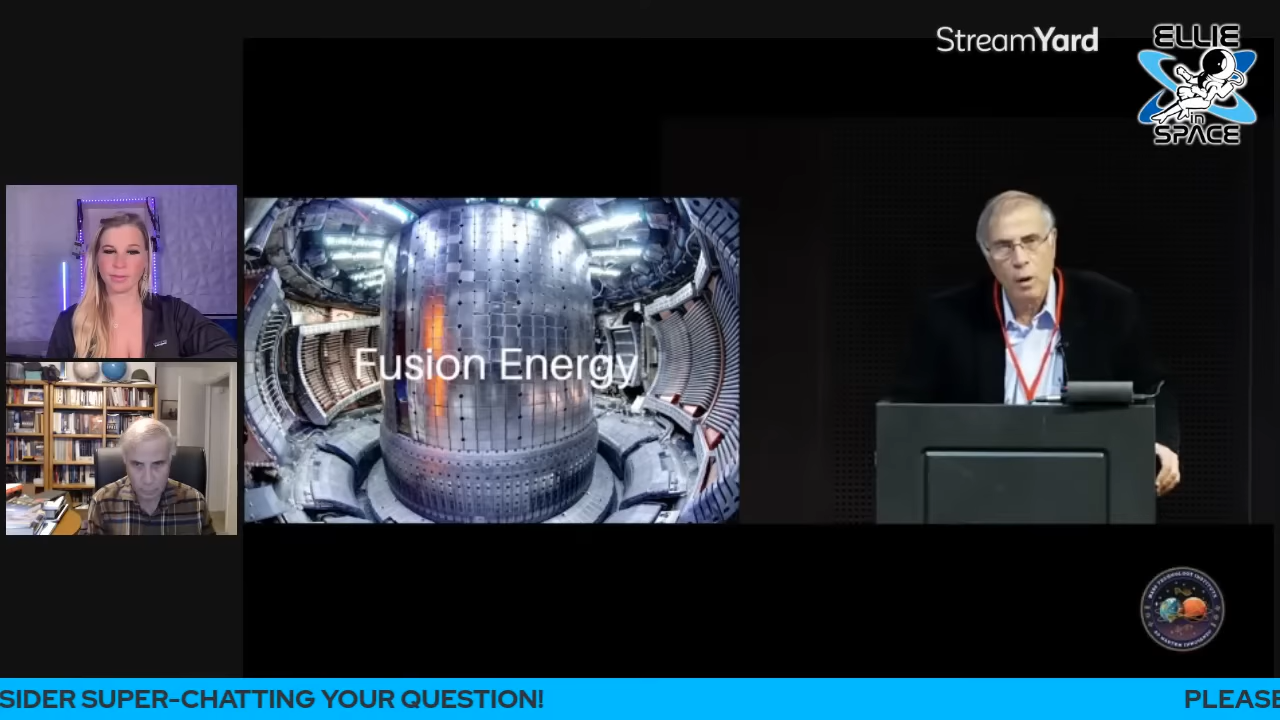 StreamYard
ELLIE
in
SPACE
Fusion Energy
SIDER SUPER-CHATTING YOUR QUESTION!
PLEASE